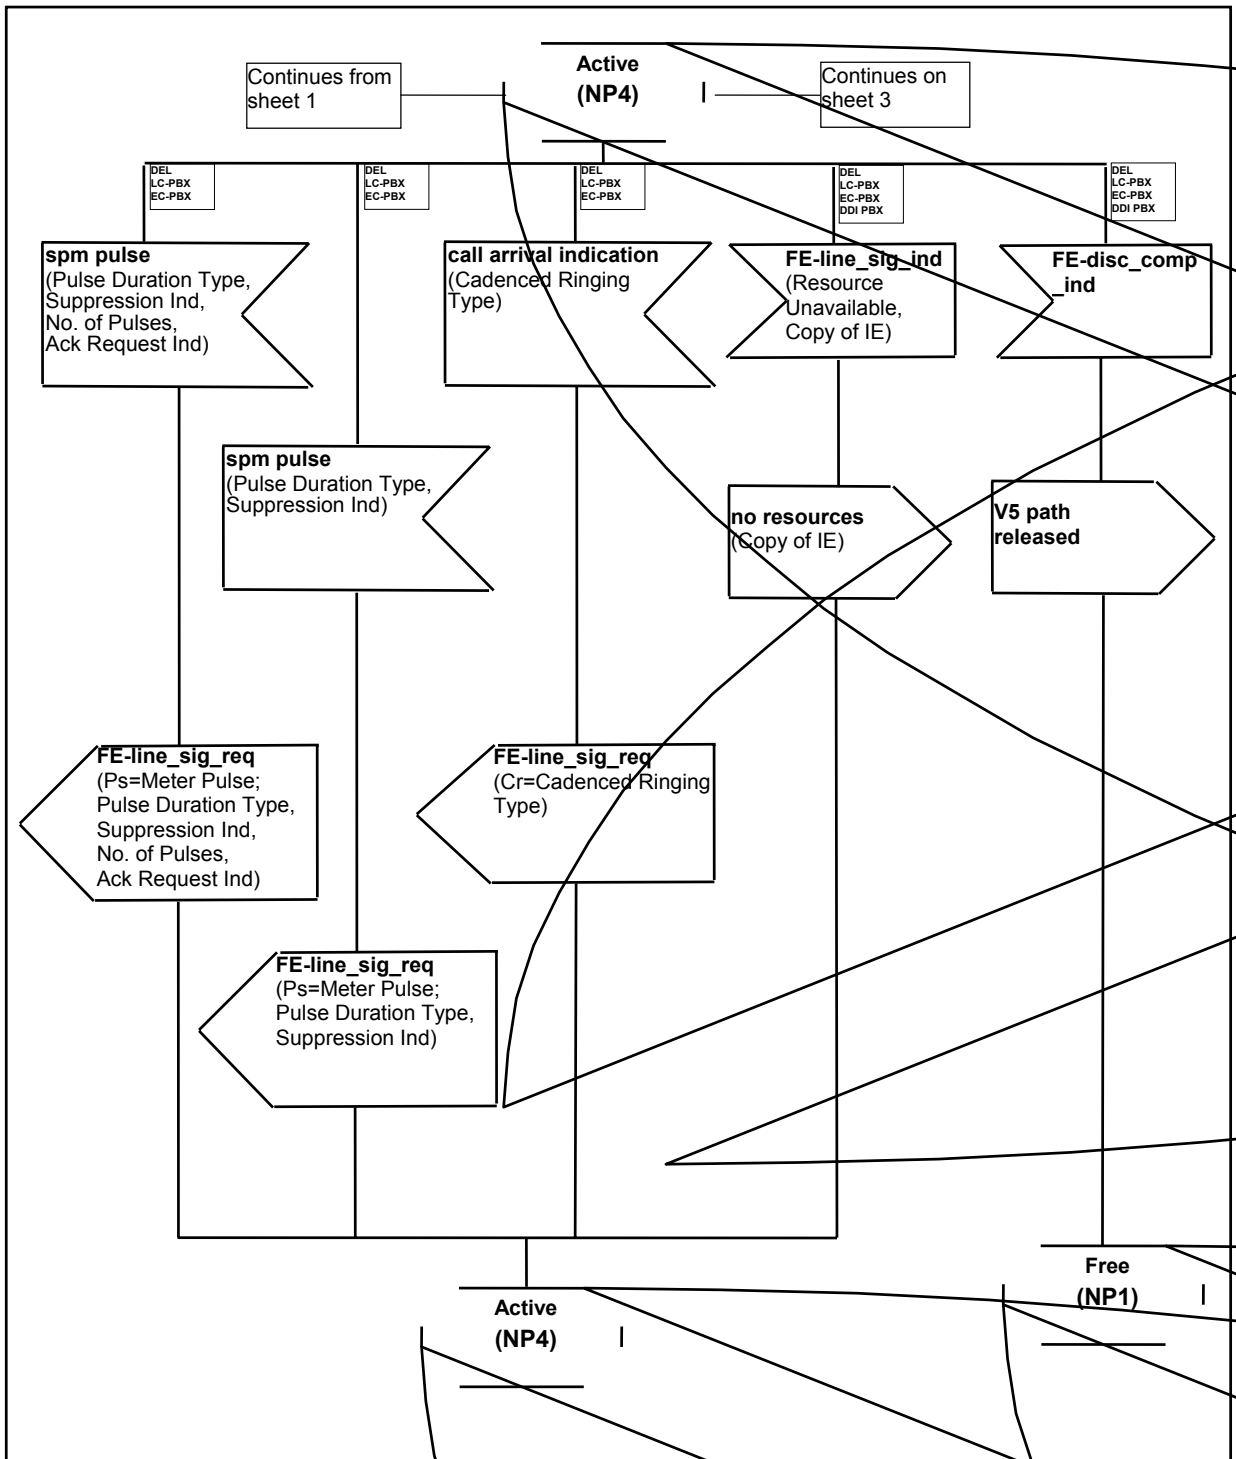 Continues from
sheet 1
Active
(NP4)
Continues on
sheet 3
DEL
LC-PBX
EC-PBX
DEL
LC-PBX
EC-PBX
DEL
LC-PBX
EC-PBX
DEL
LC-PBX
EC-PBX
DDI PBX
DEL
LC-PBX
EC-PBX
DDI PBX
spm pulse
(Pulse Duration Type,
Suppression Ind,
No. of Pulses,
Ack Request Ind)
call arrival indication
(Cadenced Ringing
Type)
FE-line_sig_ind
(Resource
Unavailable,
Copy of IE)
FE-disc_comp
_ind
spm pulse
(Pulse Duration Type,
Suppression Ind)
no resources
(Copy of IE)
V5 path
released
FE-line_sig_req
(Ps=Meter Pulse;
Pulse Duration Type,
Suppression Ind,
No. of Pulses,
Ack Request Ind)
FE-line_sig_req
(Cr=Cadenced Ringing
Type)
FE-line_sig_req
(Ps=Meter Pulse;
Pulse Duration Type,
Suppression Ind)
Free
(NP1)
Active
(NP4)